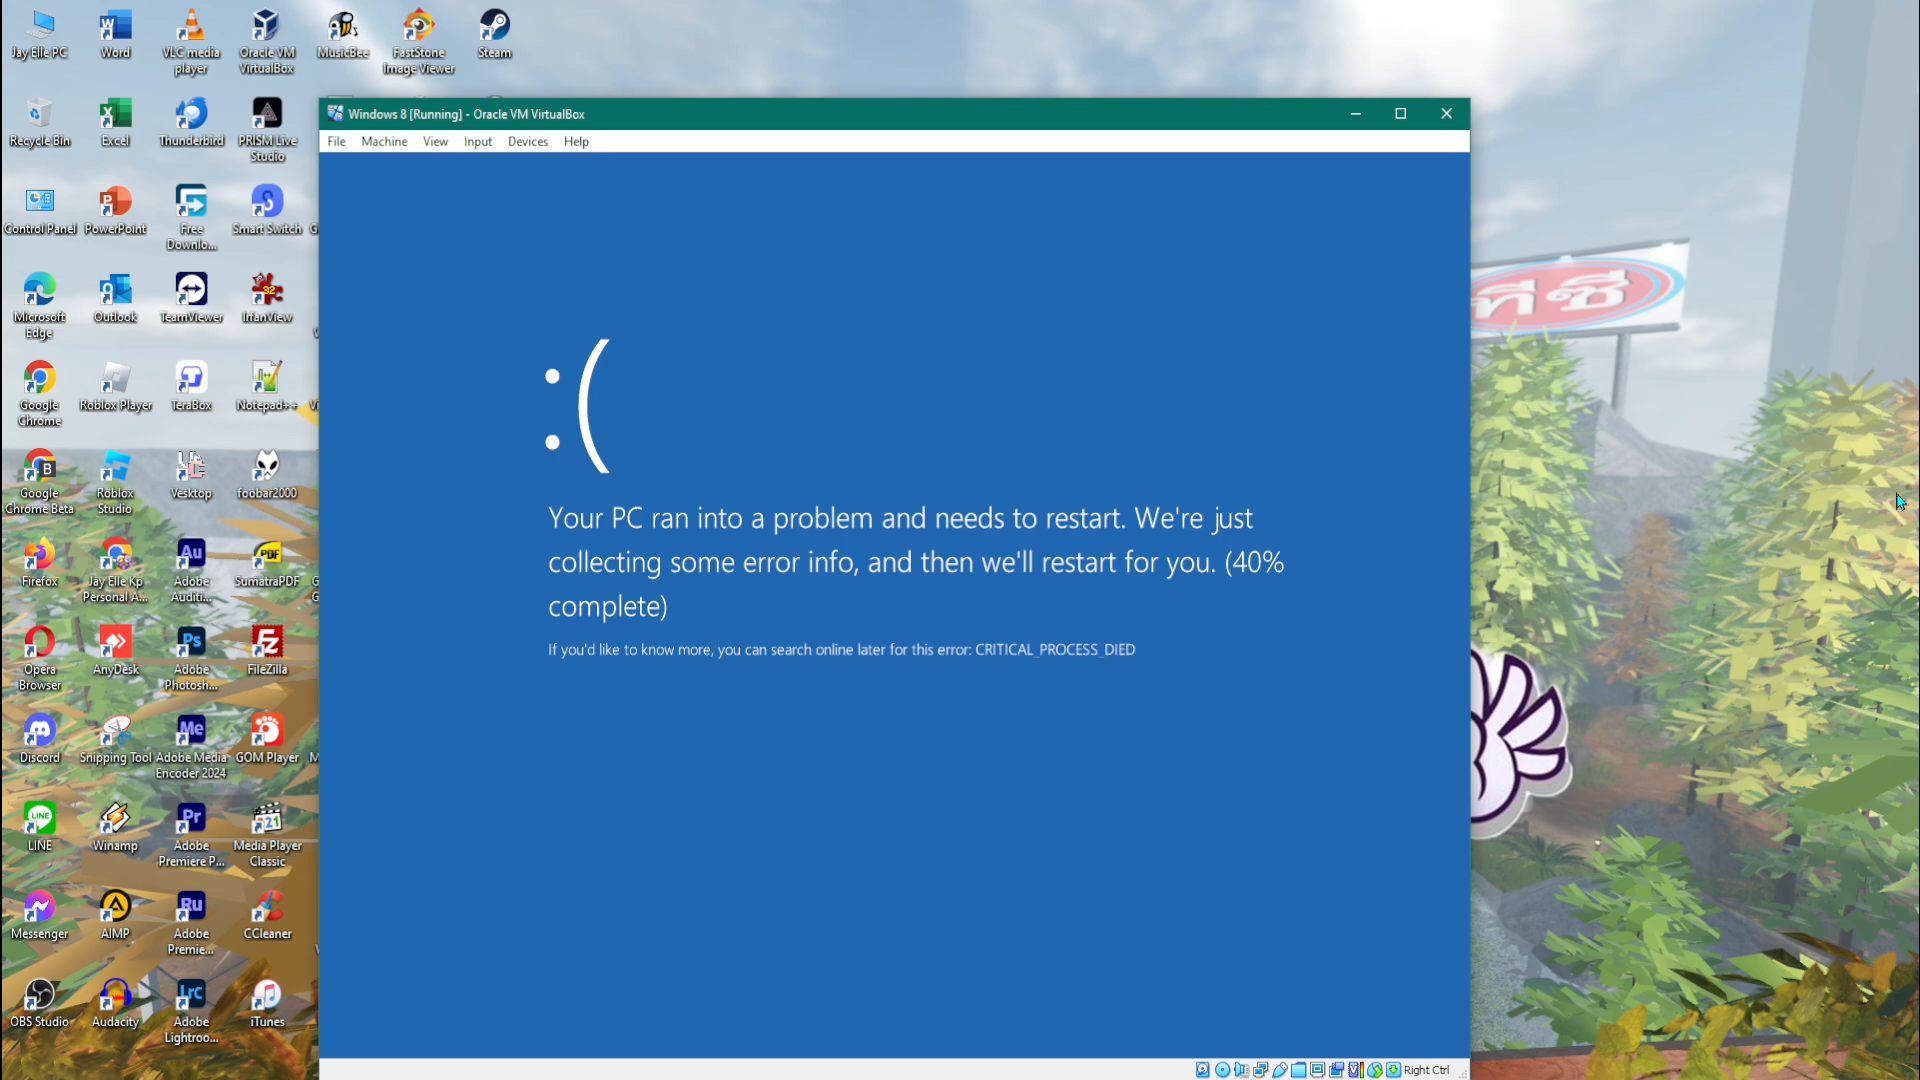 Jay Elle PC
Word
VLC media
player
Oracle VM
VirtualBox
MusicBee
FastStone
Image Viewer
Steam
Recycle Bin
Excel
Thunderbird
PRISM Live
Studio
Control Panel
PowerPoint
Free
Downlo...
Smart Switch
Microsoft
Edge
Outlook
TeamViewer
IrfanView
Google
Chrome
Roblox Player
TeraBox
Notepad++
Google
Chrome Beta
Roblox
Studio
Vesktop
foobar2000
Firefox
Jay Elle Kp
Personal A...
Adobe
Auditi...
SumatraPDF
Opera
Browser
AnyDesk
Adobe
Photosh...
FileZilla
Discord
Snipping Tool
Adobe Media
Encoder 2024
GOM Player
LINE
Winamp
Adobe
Premiere P...
Media Player
Classic
Messenger
AIMP
Adobe
Premie...
CCleaner
OBS Studio
Audacity
Adobe
Lightroo...
iTunes
Windows 8 [Running] - Oracle VM VirtualBox
File Machine View Input Devices Help
:(
Your PC ran into a problem and needs to restart. We're just
collecting some error info, and then we'll restart for you. (40%
complete)
If you'd like to know more, you can search online later for this error: CRITICAL_PROCESS_DIED
Right Ctrl
ทีซี